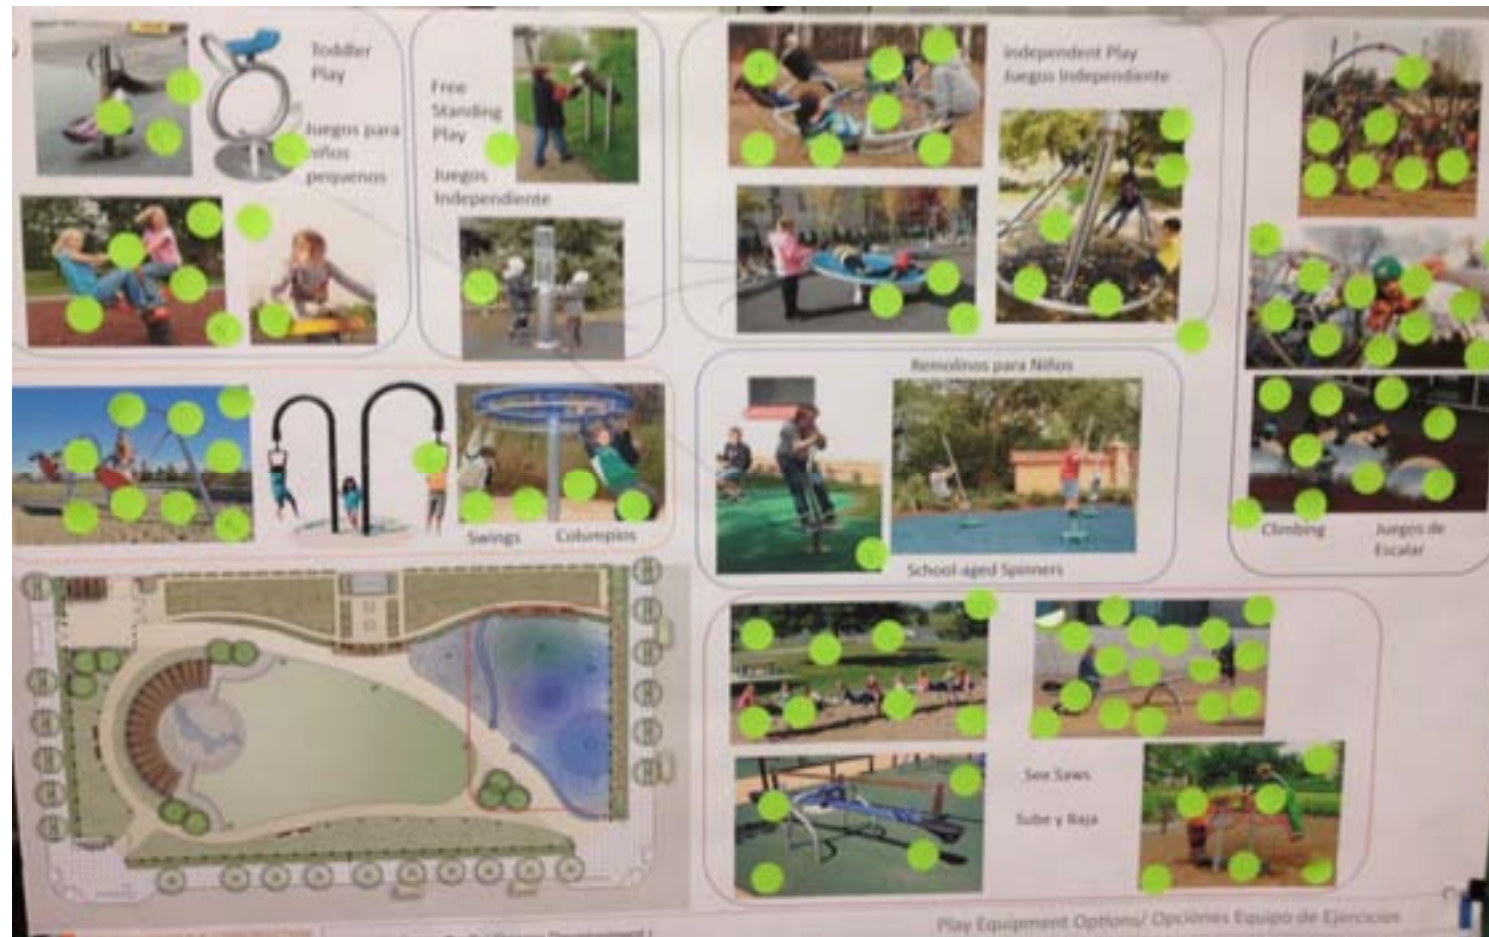 Toddler
Play
Juegos para
niños
pequenos
Free
Standing
Play
Juegos
Independiente
Independent Play
Juegos Independiente
Swings
Columpios
Remolinos para Niños
School-aged Spinners
Climbing
Juegos de
Escalar
See Saws
Sube y Baja
Play Equipment Options/ Opciones Equipo de Ejercicios